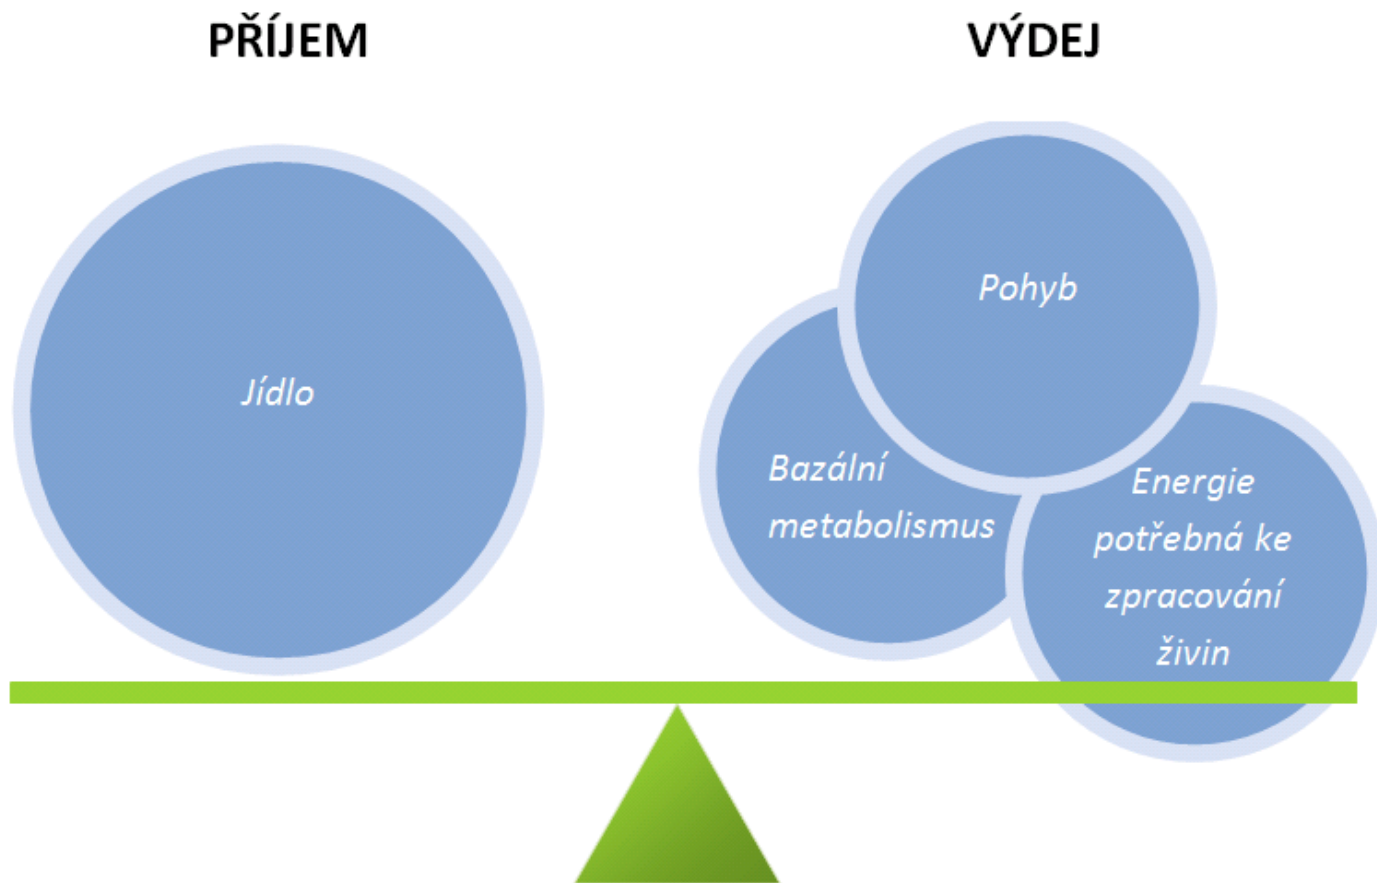 PŘÍJEM
VÝDEJ
Jídlo
Pohyb
Bazální
metabolismus
Energie
potřebná ke
zpracování
živin